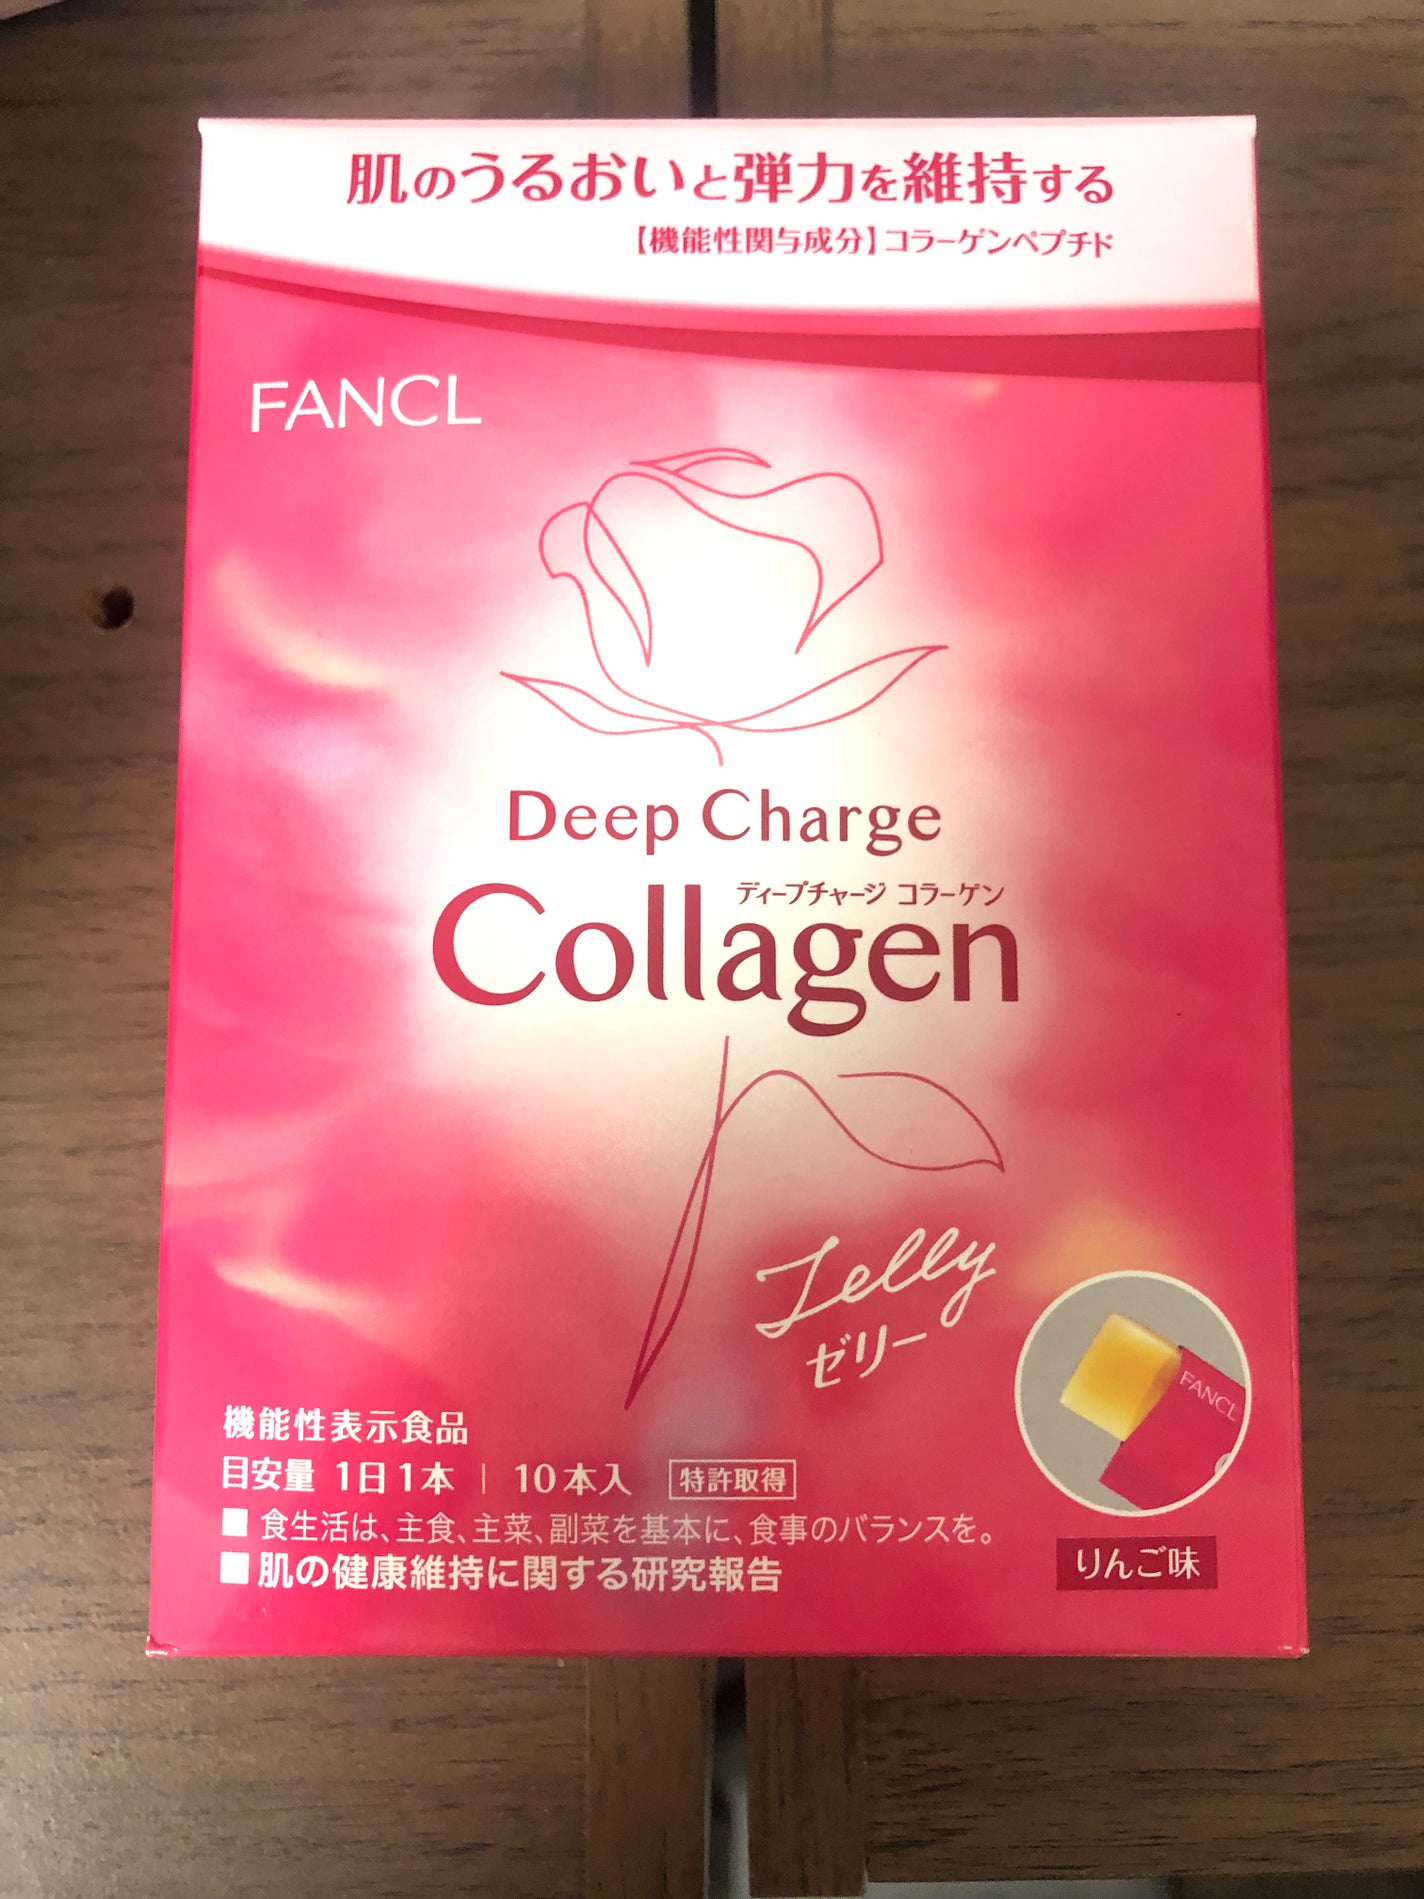 肌のうるおいと弾力を維持する
【機能性関与成分】コラーゲンペプチド
FANCL
Deep Charge
ディープチャージ コラーゲン
Collagen
Jelly
ゼリー
FANCL
機能性表示食品
目安量 1日1本 | 10本入 特許取得
■ 食生活は、主食、主菜、副菜を基本に、食事のバランスを。
■ 肌の健康維持に関する研究報告
りんご味